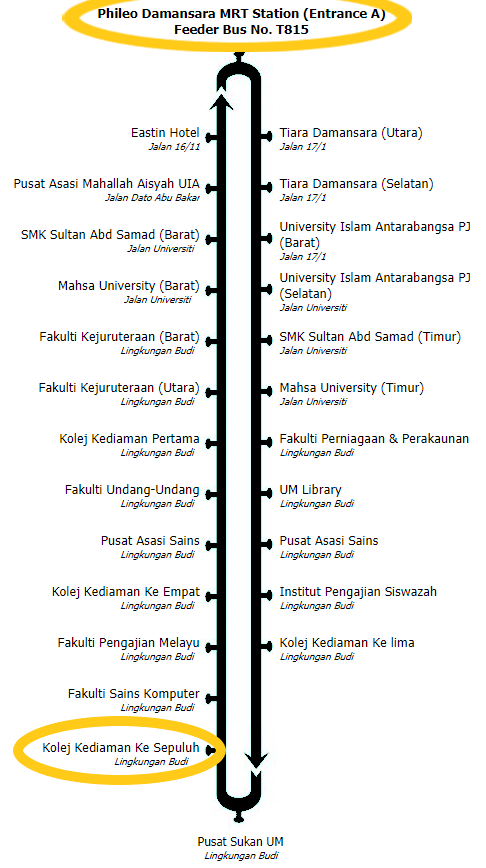 Phileo Damansara MRT Station (Entrance A)
Feeder Bus No. T815
Eastin Hotel
Jalan 16/11
Pusat Asasi Mahallah Aisyah UIA
Jalan Dato Abu Bakar
SMK Sultan Abd Samad (Barat)
Jalan Universiti
Mahsa University (Barat)
Jalan Universiti
Fakulti Kejuruteraan (Barat)
Lingkungan Budi
Fakulti Kejuruteraan (Utara)
Lingkungan Budi
Kolej Kediaman Pertama
Lingkungan Budi
Fakulti Undang-Undang
Lingkungan Budi
Pusat Asasi Sains
Lingkungan Budi
Kolej Kediaman Ke Empat
Lingkungan Budi
Fakulti Pengajian Melayu
Lingkungan Budi
Fakulti Sains Komputer
Lingkungan Budi
Kolej Kediaman Ke Sepuluh
Lingkungan Budi
Tiara Damansara (Utara)
Jalan 17/1
Tiara Damansara (Selatan)
Jalan 17/1
University Islam Antarabangsa PJ
(Barat)
Jalan 17/1
University Islam Antarabangsa PJ
(Selatan)
Jalan Universiti
SMK Sultan Abd Samad (Timur)
Jalan Universiti
Mahsa University (Timur)
Jalan Universiti
Fakulti Perniagaan & Perakaunan
Lingkungan Budi
UM Library
Lingkungan Budi
Pusat Asasi Sains
Lingkungan Budi
Institut Pengajian Siswazah
Lingkungan Budi
Kolej Kediaman Ke lima
Lingkungan Budi
Pusat Sukan UM
Lingkungan Budi